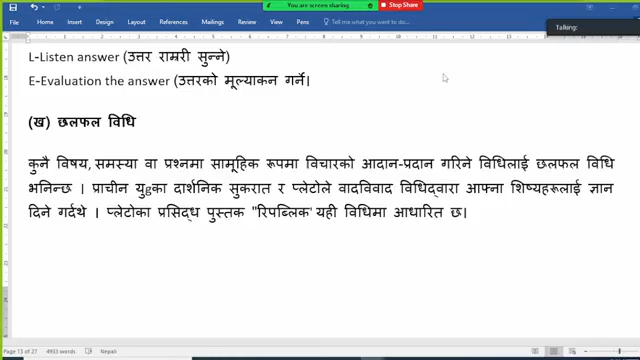 You are screen sharing
Stop Share
File Home Insert Design Layout References Mailings Review View Help Tell me what you want to do
Talking:
L-Listen answer (उत्तर राम्ररी सुन्ने)
E-Evaluation the answer (उत्तरको मूल्याकन गर्ने।
(ख) छलफल विधि
कुनै विषय, समस्या वा प्रश्नमा सामूहिक रूपमा विचारको आदान-प्रदान गरिने विधिलाई छलफल विधि
भनिन्छ । प्राचीन युgका दार्शनिक सुकरात र प्लेटोले वादविवाद विधिद्वारा आफ्ना शिष्यहरूलाई ज्ञान
दिने गर्दथे । प्लेटोका प्रसिद्ध पुस्तक "रिपब्लिक' यही विधिमा आधारित छ।
Page 13 of 27 4933 words Nepali